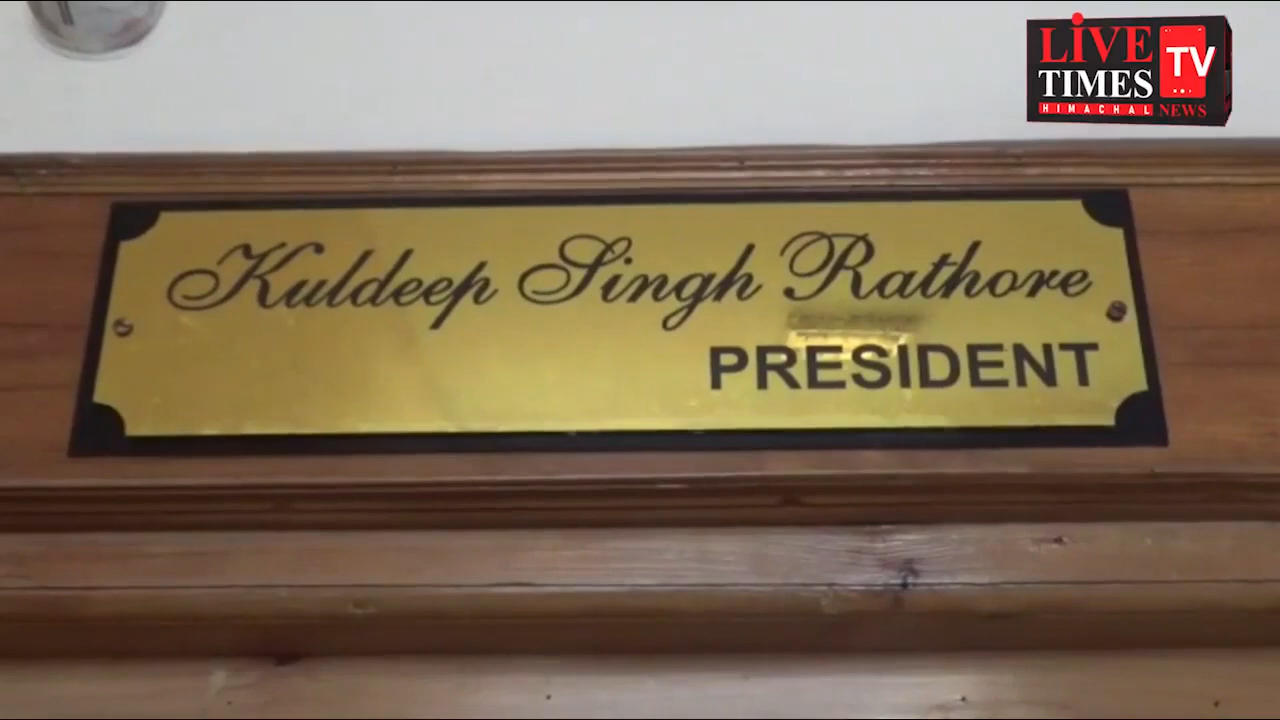 LIVE
TIMES TV
HIMACHAL NEWS
Kuldeep Singh Rathore
PRESIDENT